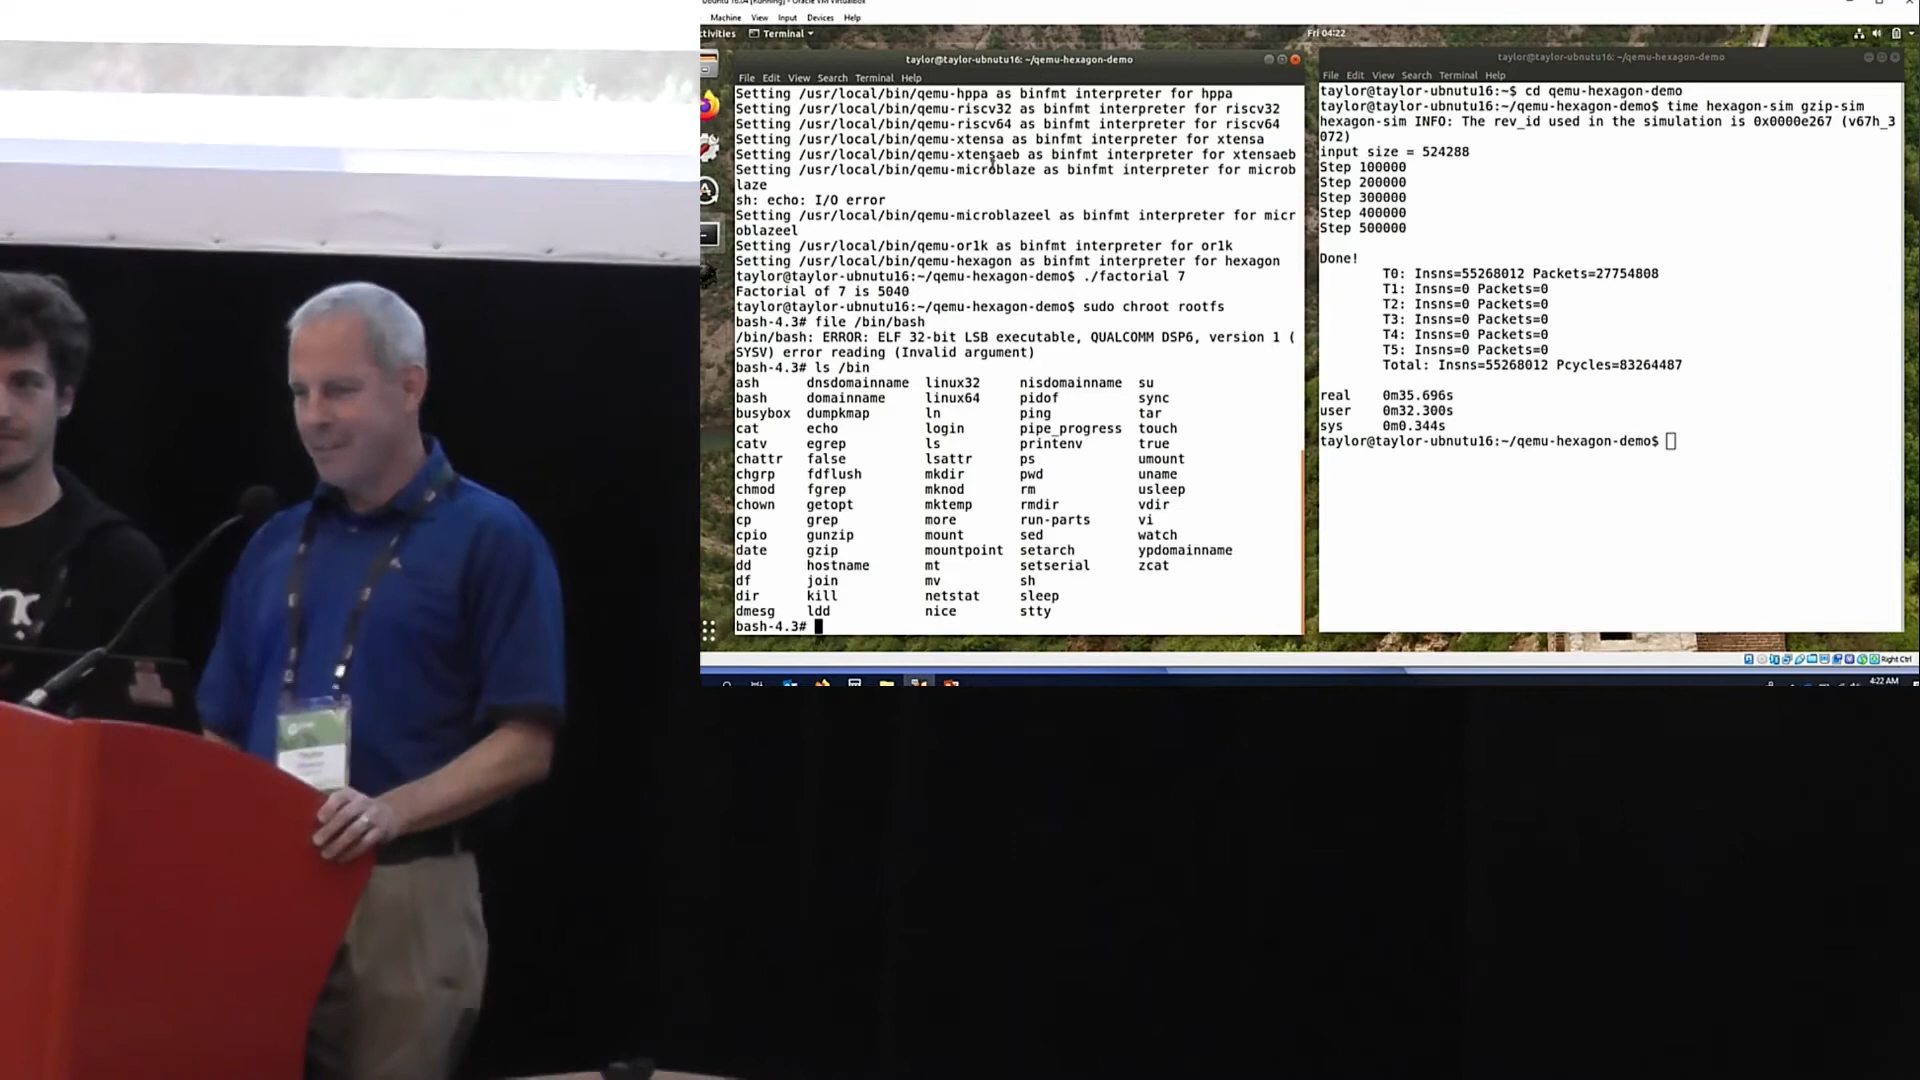 Ubuntu 16.04 [Running] - Oracle VM VirtualBox
Machine View Input Devices Help
Activities Terminal Fri 04:22
taylor@taylor-ubnutu16: ~/qemu-hexagon-demo
File Edit View Search Terminal Help
Setting /usr/local/bin/qemu-hppa as binfmt interpreter for hppa
Setting /usr/local/bin/qemu-riscv32 as binfmt interpreter for riscv32
Setting /usr/local/bin/qemu-riscv64 as binfmt interpreter for riscv64
Setting /usr/local/bin/qemu-xtensa as binfmt interpreter for xtensa
Setting /usr/local/bin/qemu-xtensaeb as binfmt interpreter for xtensaeb
Setting /usr/local/bin/qemu-microblaze as binfmt interpreter for microb
laze
sh: echo: I/O error
Setting /usr/local/bin/qemu-microblazeel as binfmt interpreter for micr
oblazeel
Setting /usr/local/bin/qemu-or1k as binfmt interpreter for or1k
Setting /usr/local/bin/qemu-hexagon as binfmt interpreter for hexagon
taylor@taylor-ubnutu16:~/qemu-hexagon-demo$ ./factorial 7
Factorial of 7 is 5040
taylor@taylor-ubnutu16:~/qemu-hexagon-demo$ sudo chroot rootfs
bash-4.3# file /bin/bash
/bin/bash: ERROR: ELF 32-bit LSB executable, QUALCOMM DSP6, version 1 (
SYSV) error reading (Invalid argument)
bash-4.3# ls /bin
ash dnsdomainname linux32 nisdomainname su
bash domainname linux64 pidof sync
busybox dumpkmap ln ping tar
cat echo login pipe_progress touch
catv egrep ls printenv true
chattr false lsattr ps umount
chgrp fdflush mkdir pwd uname
chmod fgrep mknod rm usleep
chown getopt mktemp rmdir vdir
cp grep more run-parts vi
cpio gunzip mount sed watch
date gzip mountpoint setarch ypdomainname
dd hostname mt setserial zcat
df join mv sh
dir kill netstat sleep
dmesg ldd nice stty
bash-4.3#
taylor@taylor-ubnutu16: ~/qemu-hexagon-demo
File Edit View Search Terminal Help
taylor@taylor-ubnutu16:~$ cd qemu-hexagon-demo
taylor@taylor-ubnutu16:~/qemu-hexagon-demo$ time hexagon-sim gzip-sim
hexagon-sim INFO: The rev_id used in the simulation is 0x0000e267 (v67h_3
072)
input size = 524288
Step 100000
Step 200000
Step 300000
Step 400000
Step 500000
Done!
T0: Insns=55268012 Packets=27754808
T1: Insns=0 Packets=0
T2: Insns=0 Packets=0
T3: Insns=0 Packets=0
T4: Insns=0 Packets=0
T5: Insns=0 Packets=0
Total: Insns=55268012 Pcycles=83264487
real 0m35.696s
user 0m32.300s
sys 0m0.344s
taylor@taylor-ubnutu16:~/qemu-hexagon-demo$
Right Ctrl
4:22 AM